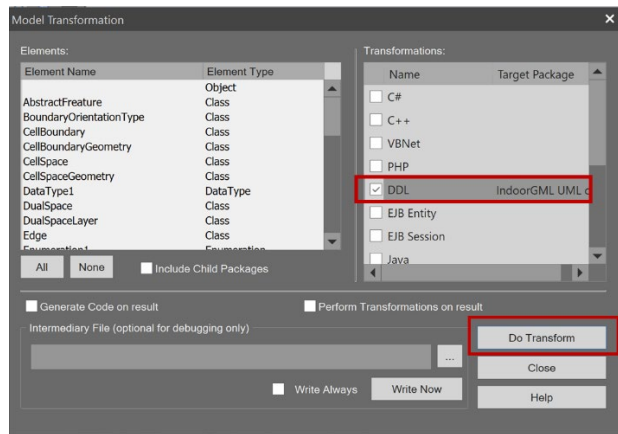 Model Transformation
Elements:
Element Name Element Type
Object
AbstractFreature Class
BoundaryOrientationType Class
CellBoundary Class
CellBoundaryGeometry Class
CellSpace Class
CellSpaceGeometry Class
DataType1 DataType
DualSpace Class
DualSpaceLayer Class
Edge Class
Enumeration1 Enumeration
All None Include Child Packages
Transformations:
Name Target Package
C#
C++
VBNet
PHP
DDL IndoorGML UML
EJB Entity
EJB Session
Java
Generate Code on result Perform Transformations on result
Intermediary File (optional for debugging only)
...
Write Always Write Now
Do Transform
Close
Help